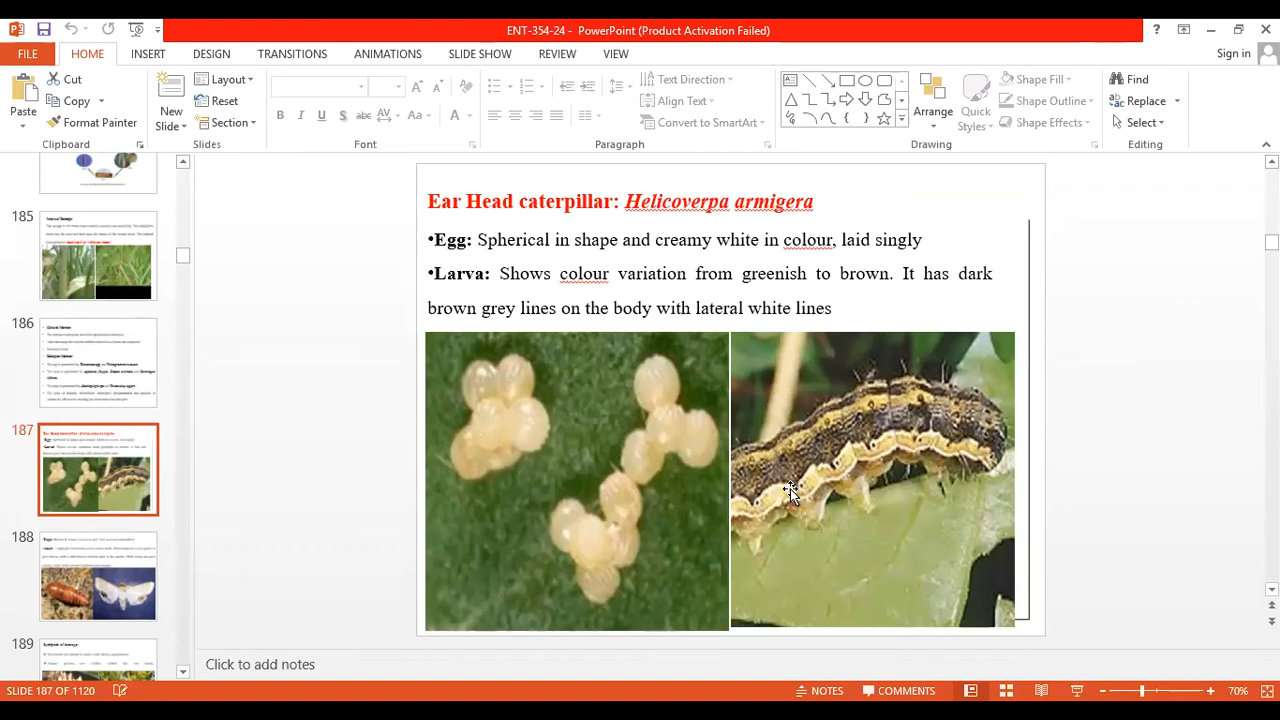 ENT-354-24 - PowerPoint (Product Activation Failed)
?
FILE HOME INSERT DESIGN TRANSITIONS ANIMATIONS SLIDE SHOW REVIEW VIEW Sign in
Paste
Cut
Copy
Format Painter
Clipboard
New Slide
Layout
Reset
Section
Slides
B I U S abc AV Aa A
Font
Text Direction
Align Text
Convert to SmartArt
Paragraph
Arrange
Quick Styles
Shape Fill
Shape Outline
Shape Effects
Drawing
Find
Replace
Select
Editing
185
186
187
188
189
Ear Head caterpillar: Helicoverpa armigera
•Egg: Spherical in shape and creamy white in colour, laid singly
•Larva: Shows colour variation from greenish to brown. It has dark
brown grey lines on the body with lateral white lines
Click to add notes
SLIDE 187 OF 1120 NOTES COMMENTS 70%